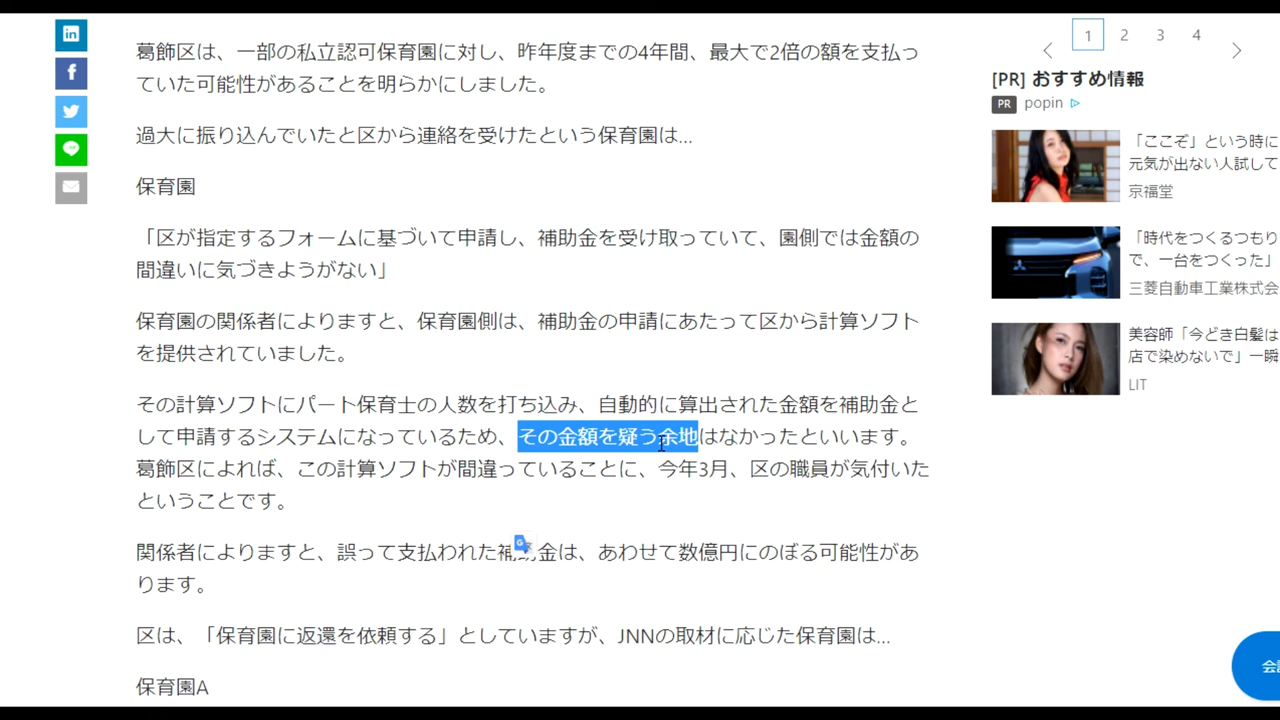 葛飾区は、一部の私立認可保育園に対し、昨年度までの4年間、最大で2倍の額を支払っ
ていた可能性があることを明らかにしました。
過大に振り込んでいたと区から連絡を受けたという保育園は...
保育園
「区が指定するフォームに基づいて申請し、補助金を受け取っていて、園側では金額の
間違いに気づきようがない」
保育園の関係者によりますと、保育園側は、補助金の申請にあたって区から計算ソフト
を提供されていました。
その計算ソフトにパート保育士の人数を打ち込み、自動的に算出された金額を補助金と
して申請するシステムになっているため、その金額を疑う余地はなかったといいます。
葛飾区によれば、この計算ソフトが間違っていることに、今年3月、区の職員が気付いた
ということです。
関係者によりますと、誤って支払われた補助金は、あわせて数億円にのぼる可能性があ
ります。
区は、「保育園に返還を依頼する」としていますが、JNNの取材に応じた保育園は...
保育園A
1 2 3 4
[PR] おすすめ情報
PR popin
「ここぞ」という時に
元気が出ない人試して
京福堂
「時代をつくるつもり
で、一台をつくった」
三菱自動車工業株式会
美容師「今どき白髪は
店で染めないで」一瞬
LIT